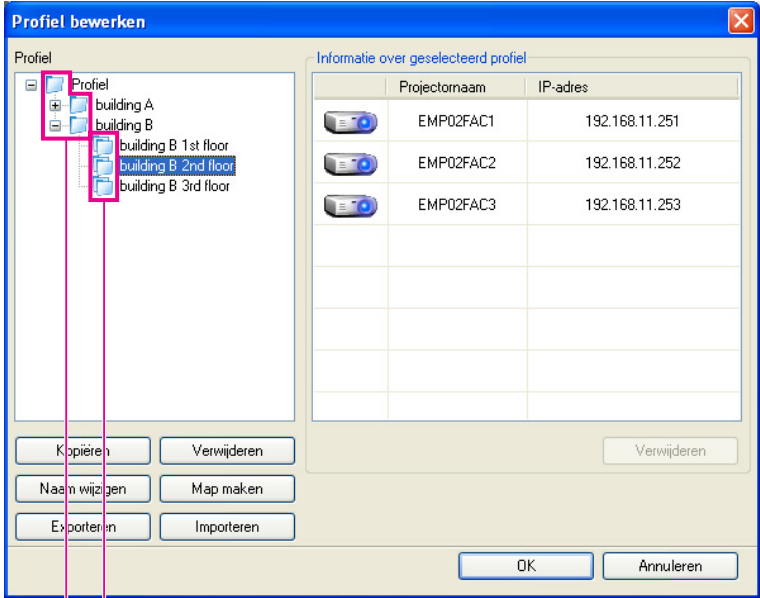 Profiel bewerken
Profiel
Profiel
building A
building B
building B 1st floor
building B 2nd floor
building B 3rd floor
Kopiëren
Verwijderen
Naam wijzigen
Map maken
Exporteren
Importeren
Informatie over geselecteerd profiel
Projectornaam IP-adres
EMP02FAC1 192.168.11.251
EMP02FAC2 192.168.11.252
EMP02FAC3 192.168.11.253
Verwijderen
OK
Annuleren